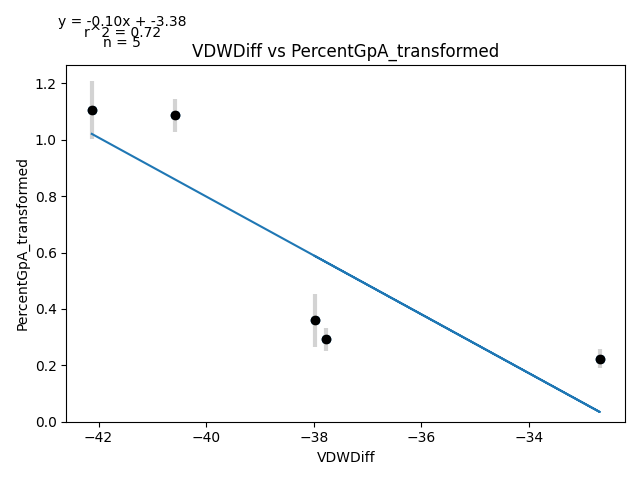 y = -0.10x + -3.38
r^2 = 0.72
n = 5
VDWDiff vs PercentGpA_transformed
1.2
1.0
0.8
0.6
0.4
0.2
0.0
PercentGpA_transformed
−42 −40 −38 −36 −34
VDWDiff